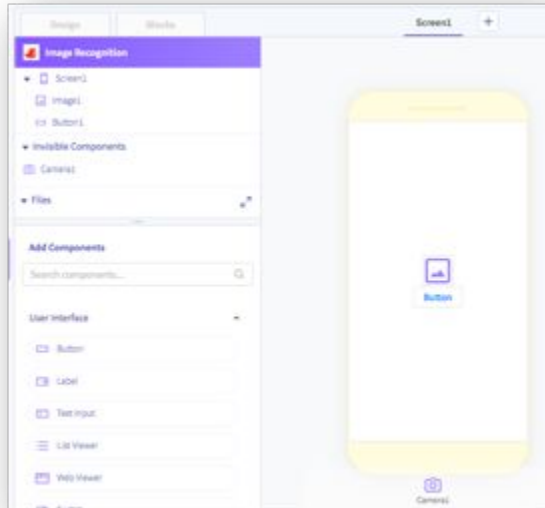 Design Blocks Screen1 +
Image Recognition
Screen1
Image1
Button1
Invisible Components
Camera1
Files
Add Components
Search components...
User Interface
Button
Label
Text Input
List Viewer
Web Viewer
Button
Camera1